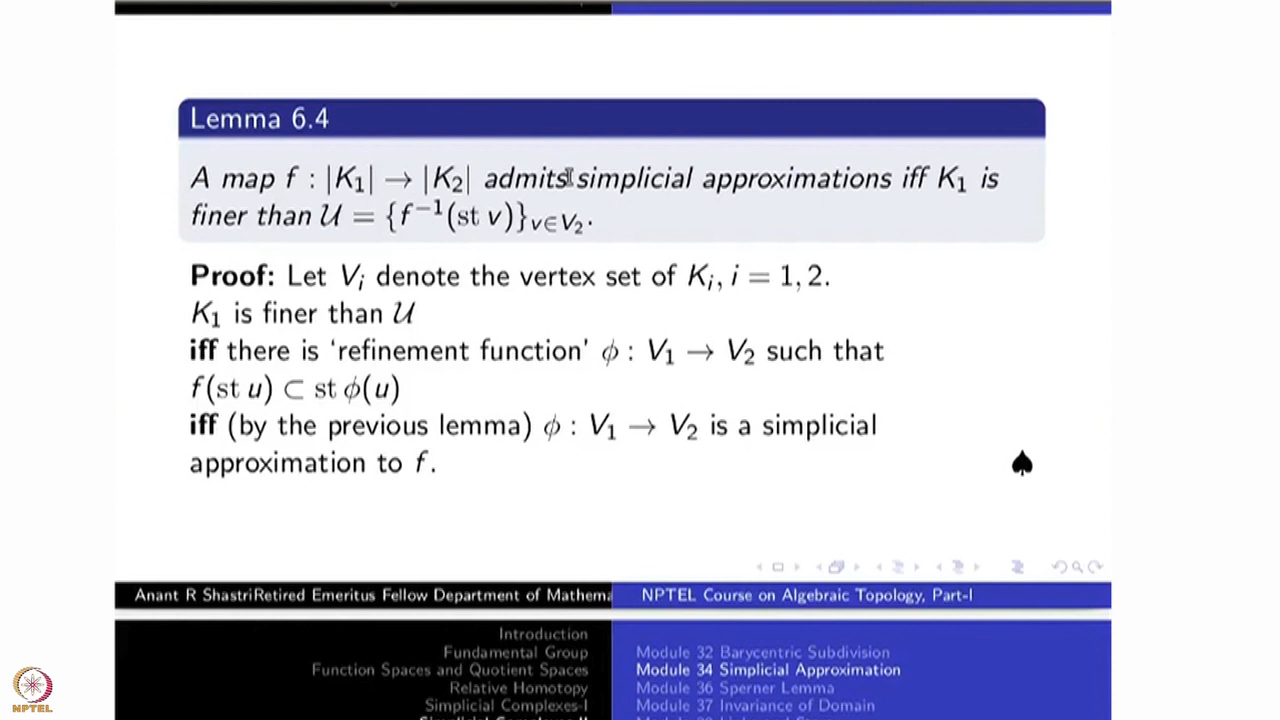 Lemma 6.4
A map f : |K₁| → |K₂| admits simplicial approximations iff K₁ is
finer than 𝒰 = {f⁻¹(st v)}_{v∈V₂}.
Proof: Let Vᵢ denote the vertex set of Kᵢ, i = 1, 2.
K₁ is finer than 𝒰
iff there is ‘refinement function’ ϕ : V₁ → V₂ such that
f(st u) ⊂ st ϕ(u)
iff (by the previous lemma) ϕ : V₁ → V₂ is a simplicial
approximation to f.
Anant R ShastriRetired Emeritus Fellow Department of Mathema
NPTEL Course on Algebraic Topology, Part-I
Introduction
Fundamental Group
Function Spaces and Quotient Spaces
Relative Homotopy
Simplicial Complexes-I
Module 32 Barycentric Subdivision
Module 34 Simplicial Approximation
Module 36 Sperner Lemma
Module 37 Invariance of Domain
NPTEL